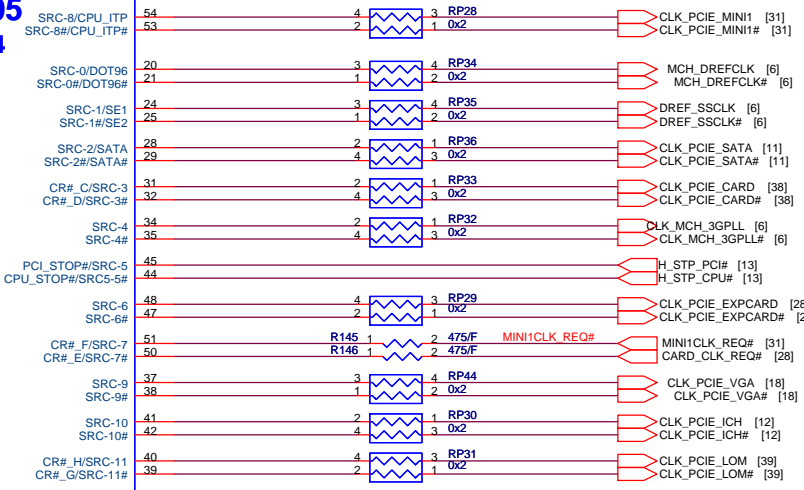 05
4
SRC-8/CPU_ITP 54 4 3 RP28 CLK_PCIE_MINI1 [31]
SRC-8#/CPU_ITP# 53 2 1 0x2 CLK_PCIE_MINI1# [31]
SRC-0/DOT96 20 3 4 RP34 MCH_DREFCLK [6]
SRC-0#/DOT96# 21 1 2 0x2 MCH_DREFCLK# [6]
SRC-1/SE1 24 3 4 RP35 DREF_SSCLK [6]
SRC-1#/SE2 25 1 2 0x2 DREF_SSCLK# [6]
SRC-2/SATA 28 2 1 RP36 CLK_PCIE_SATA [11]
SRC-2#/SATA# 29 4 3 0x2 CLK_PCIE_SATA# [11]
CR#_C/SRC-3 31 2 1 RP33 CLK_PCIE_CARD [38]
CR#_D/SRC-3# 32 4 3 0x2 CLK_PCIE_CARD# [38]
SRC-4 34 2 1 RP32 CLK_MCH_3GPLL [6]
SRC-4# 35 4 3 0x2 CLK_MCH_3GPLL# [6]
PCI_STOP#/SRC-5 45 H_STP_PCI# [13]
CPU_STOP#/SRC5-5# 44 H_STP_CPU# [13]
SRC-6 48 4 3 RP29 CLK_PCIE_EXPCARD [28
SRC-6# 47 2 1 0x2 CLK_PCIE_EXPCARD# [2
CR#_F/SRC-7 51 R145 1 2 475/F MINI1CLK_REQ# MINI1CLK_REQ# [31]
CR#_E/SRC-7# 50 R146 1 2 475/F CARD_CLK_REQ# [28]
SRC-9 37 3 4 RP44 CLK_PCIE_VGA [18]
SRC-9# 38 1 2 0x2 CLK_PCIE_VGA# [18]
SRC-10 41 2 1 RP30 CLK_PCIE_ICH [12]
SRC-10# 42 4 3 0x2 CLK_PCIE_ICH# [12]
CR#_H/SRC-11 40 4 3 RP31 CLK_PCIE_LOM [39]
CR#_G/SRC-11# 39 2 1 0x2 CLK_PCIE_LOM# [39]